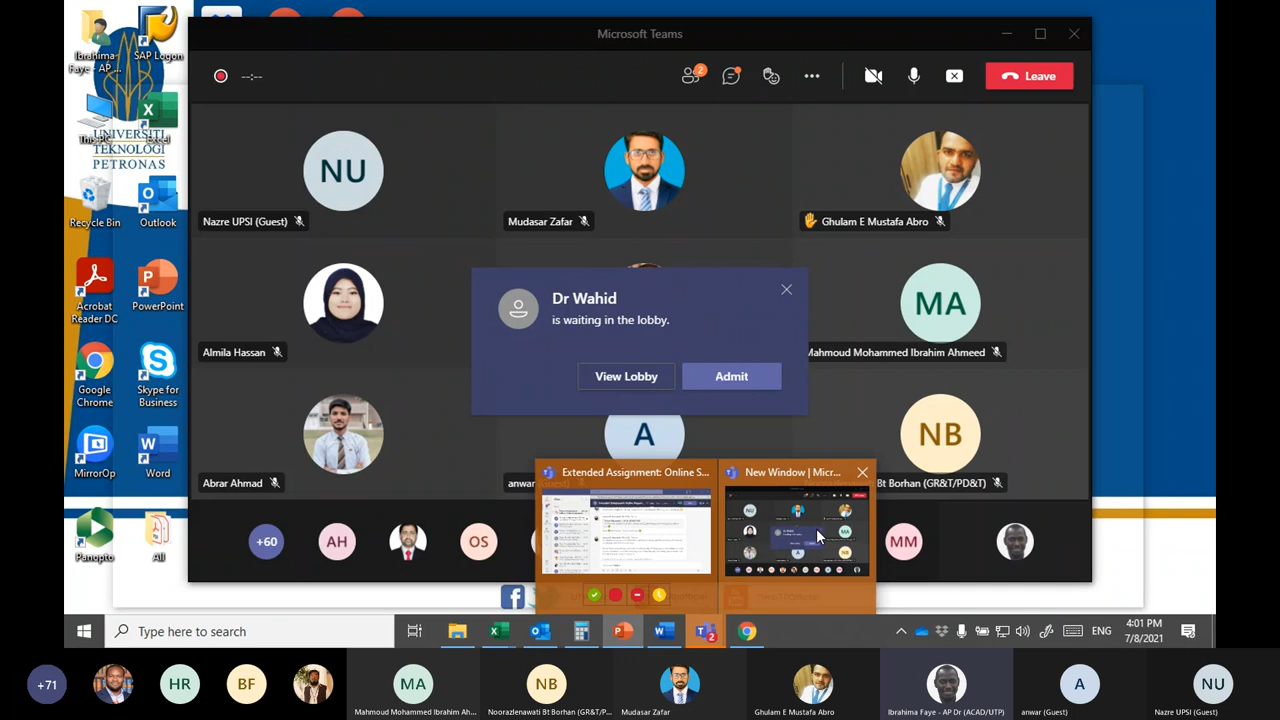 Ibrahima
Faye - AP ...
SAP Logon
This PC
Excel
UNIVERSITI
TEKNOLOGI
PETRONAS
Recycle Bin
Outlook
Acrobat
Reader DC
PowerPoint
Google
Chrome
Skype for
Business
MirrorOp
Word
Panopto
All
Microsoft Teams
--:--
2
Leave
NU
Nazre UPSI (Guest)
Mudasar Zafar
Ghulam E Mustafa Abro
Almila Hassan
MA
Mahmoud Mohammed Ibrahim Ahmeed
Dr Wahid
is waiting in the lobby.
View Lobby
Admit
Abrar Ahmad
A
anwar
NB
Bt Borhan (GR&T/PD&T)
Extended Assignment: Online S...
New Window | Micr...
+60
AH
OS
MM
Type here to search
2
ENG
4:01 PM
7/8/2021
+71
HR
BF
MA
Mahmoud Mohammed Ibrahim Ah...
NB
Noorazlenawati Bt Borhan (GR&T/P...
Mudasar Zafar
Ghulam E Mustafa Abro
Ibrahima Faye - AP Dr (ACAD/UTP)
A
anwar (Guest)
NU
Nazre UPSI (Guest)